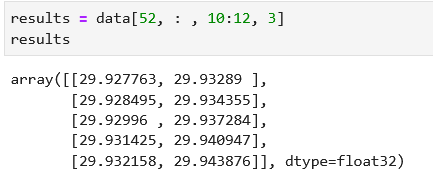 results = data[52, : , 10:12, 3]
results
array([[29.927763, 29.93289 ],
[29.928495, 29.934355],
[29.92996 , 29.937284],
[29.931425, 29.940947],
[29.932158, 29.943876]], dtype=float32)